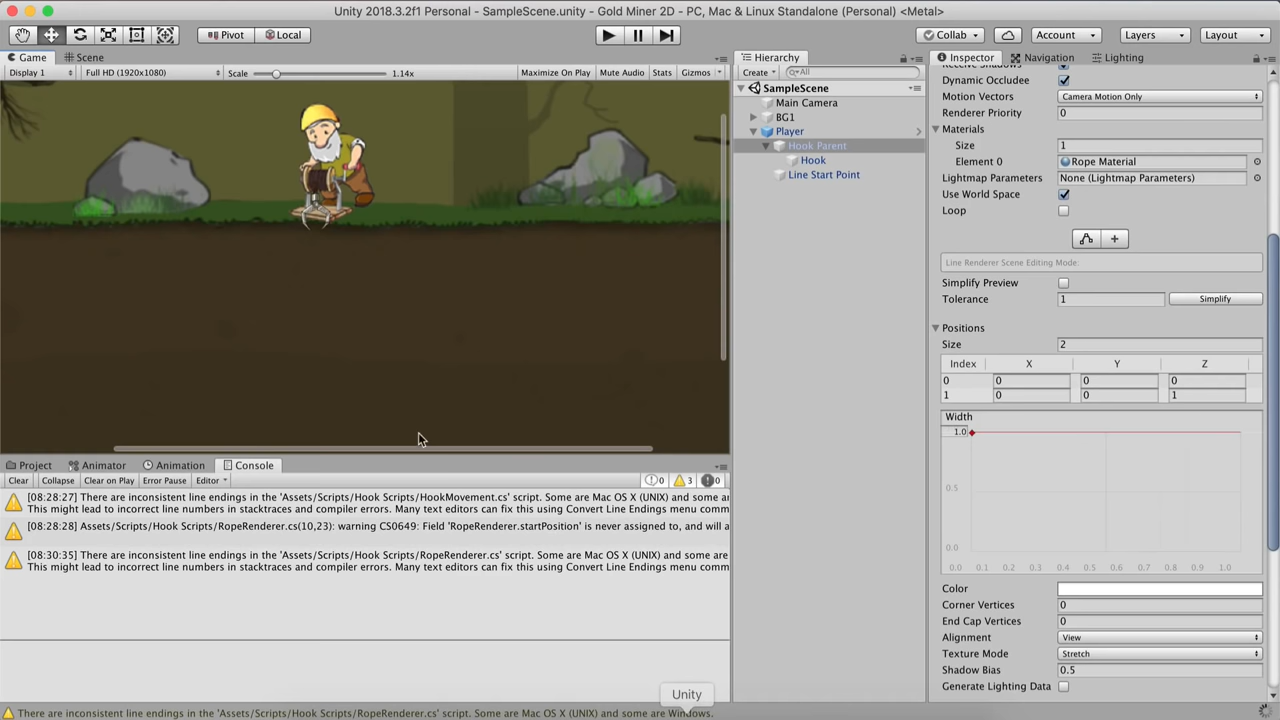 Unity 2018.3.2f1 Personal - SampleScene.unity - Gold Miner 2D - PC, Mac & Linux Standalone (Personal) <Metal>
Pivot Local Collab Account Layers Layout
Game Scene
Display 1 Full HD (1920x1080) Scale 1.14x Maximize On Play Mute Audio Stats Gizmos
Hierarchy
Create All
SampleScene
Main Camera
BG1
Player
Hook Parent
Hook
Line Start Point
Inspector Navigation Lighting
Dynamic Occludee
Motion Vectors Camera Motion Only
Renderer Priority 0
Materials
Size 1
Element 0 Rope Material
Lightmap Parameters None (Lightmap Parameters)
Use World Space
Loop
Line Renderer Scene Editing Mode:
Simplify Preview
Tolerance 1 Simplify
Positions
Size 2
Index X Y Z
0 0 0 0
1 0 0 1
Width
1.0
0.5
0.0
0.0 0.1 0.2 0.3 0.4 0.5 0.6 0.7 0.8 0.9 1.0
Color
Corner Vertices 0
End Cap Vertices 0
Alignment View
Texture Mode Stretch
Shadow Bias 0.5
Generate Lighting Data
Project Animator Animation Console
Clear Collapse Clear on Play Error Pause Editor 0 3 0
[08:28:27] There are inconsistent line endings in the 'Assets/Scripts/Hook Scripts/HookMovement.cs' script. Some are Mac OS X (UNIX) and some ar
This might lead to incorrect line numbers in stacktraces and compiler errors. Many text editors can fix this using Convert Line Endings menu comm
[08:28:28] Assets/Scripts/Hook Scripts/RopeRenderer.cs(10,23): warning CS0649: Field 'RopeRenderer.startPosition' is never assigned to, and will a
[08:30:35] There are inconsistent line endings in the 'Assets/Scripts/Hook Scripts/RopeRenderer.cs' script. Some are Mac OS X (UNIX) and some are
This might lead to incorrect line numbers in stacktraces and compiler errors. Many text editors can fix this using Convert Line Endings menu comm
Unity
There are inconsistent line endings in the 'Assets/Scripts/Hook Scripts/RopeRenderer.cs' script. Some are Mac OS X (UNIX) and some are Windows.